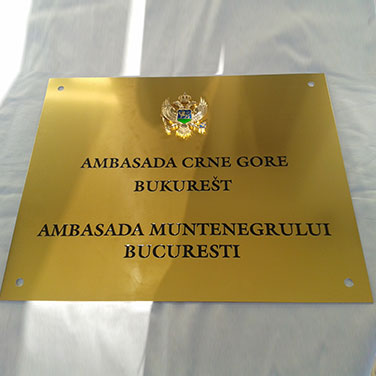 AMBASADA CRNE GORE
BUKUREŠT
AMBASADA MUNTENEGRULUI
BUCURESTI